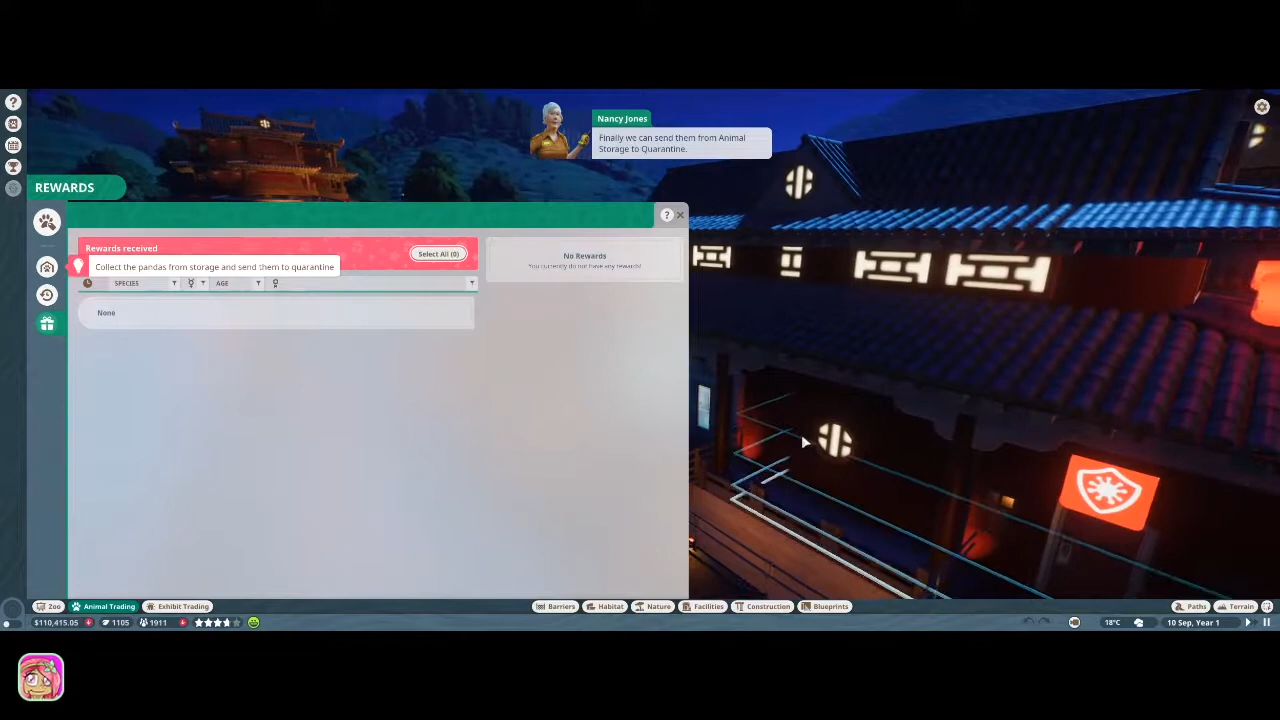 Nancy Jones
Finally we can send them from Animal
Storage to Quarantine.
REWARDS
?
Rewards received
Select All (0)
Collect the pandas from storage and send them to quarantine
SPECIES
AGE
None
No Rewards
You currently do not have any rewards!
Zoo
Animal Trading
Exhibit Trading
Barriers
Habitat
Nature
Facilities
Construction
Blueprints
Paths
Terrain
$110,415.05
1105
1911
18°C
10 Sep, Year 1